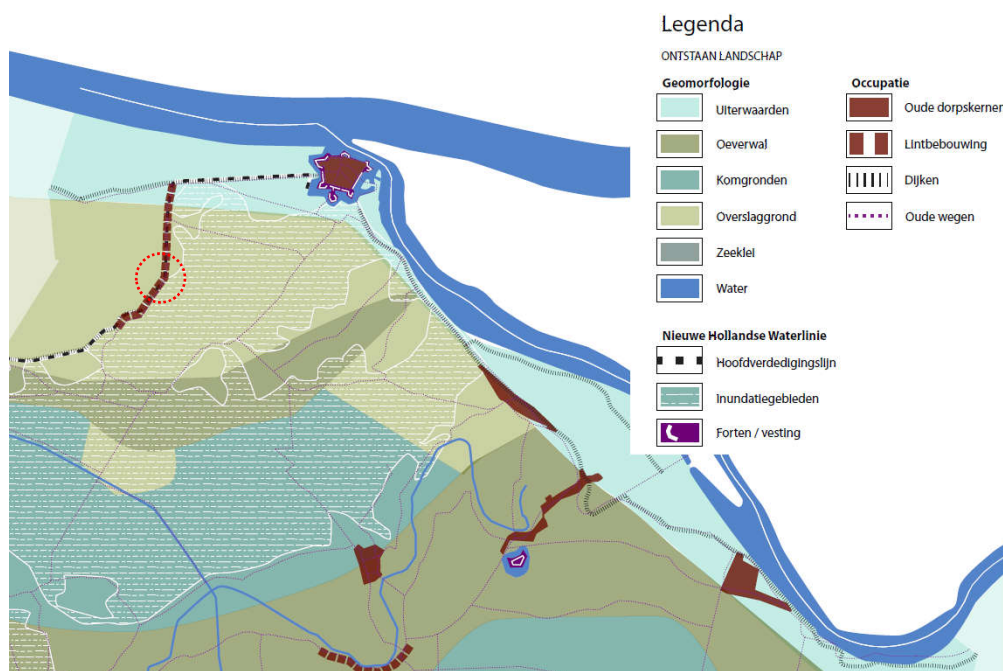 Legenda
ONTSTAAN LANDSCHAP
Geomorfologie
Uiterwaarden
Oeverwal
Komgronden
Overslaggrond
Zeeklei
Water
Occupatie
Oude dorpskernen
Lintbebouwing
Dijken
Oude wegen
Nieuwe Hollandse Waterlinie
Hoofdverdedigingslijn
Inundatiegebieden
Forten / vesting